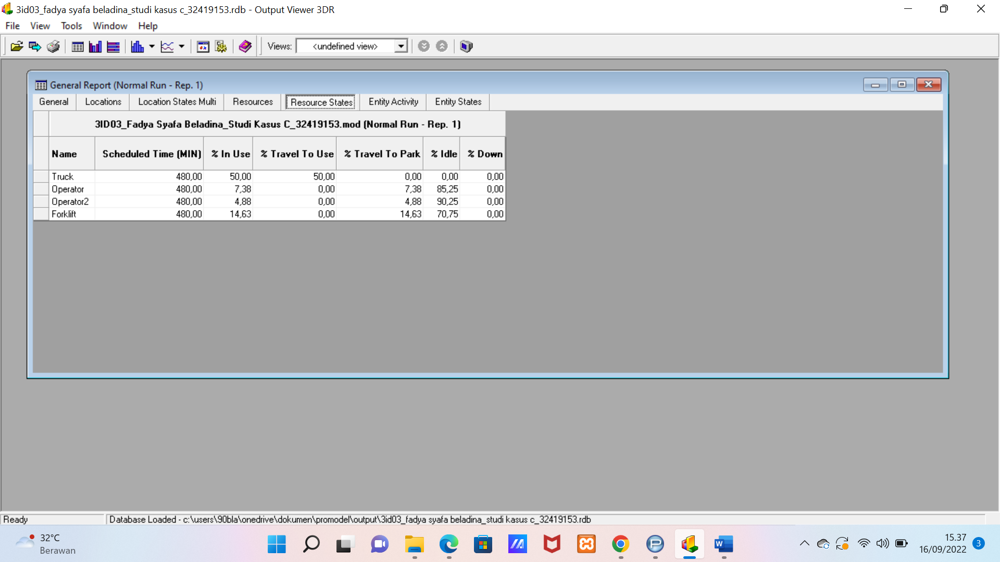 3id03_fadya syafa beladina_studi kasus c_32419153.rdb - Output Viewer 3DR
File View Tools Window Help
Views: <undefined view>
General Report (Normal Run - Rep. 1)
General Locations Location States Multi Resources Resource States Entity Activity Entity States
3ID03_Fadya Syafa Beladina_Studi Kasus C_32419153.mod (Normal Run - Rep. 1)
Name Scheduled Time (MIN) % In Use % Travel To Use % Travel To Park % Idle % Down
Truck 480,00 50,00 50,00 0,00 0,00 0,00
Operator 480,00 7,38 0,00 7,38 85,25 0,00
Operator2 480,00 4,88 0,00 4,88 90,25 0,00
Forklift 480,00 14,63 0,00 14,63 70,75 0,00
Ready Database Loaded - c:\users\90bla\onedrive\dokumen\promodel\output\3id03_fadya syafa beladina_studi kasus c_32419153.rdb
32°C
Berawan
15.37
16/09/2022
3